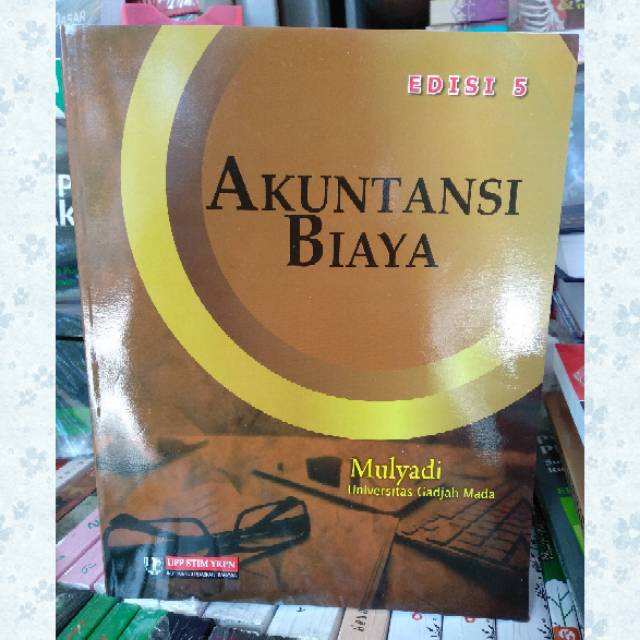 EDISI 5
AKUNTANSI
BIAYA
Mulyadi
Universitas Gadjah Mada
UPP STIM YKPN